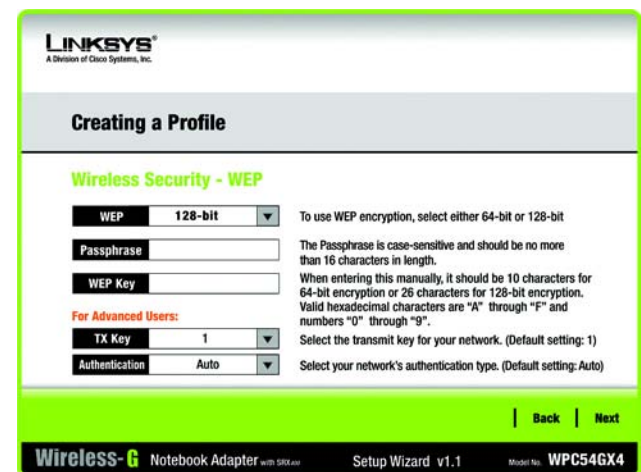 LINKSYS®
A Division of Cisco Systems, Inc.
Creating a Profile
Wireless Security - WEP
WEP 128-bit To use WEP encryption, select either 64-bit or 128-bit
Passphrase The Passphrase is case-sensitive and should be no more
than 16 characters in length.
WEP Key When entering this manually, it should be 10 characters for
64-bit encryption or 26 characters for 128-bit encryption.
Valid hexadecimal characters are "A" through "F" and
numbers "0" through "9".
For Advanced Users:
TX Key 1 Select the transmit key for your network. (Default setting: 1)
Authentication Auto Select your network's authentication type. (Default setting: Auto)
Back Next
Wireless-G Notebook Adapter with SRX400 Setup Wizard v1.1 Model No. WPC54GX4